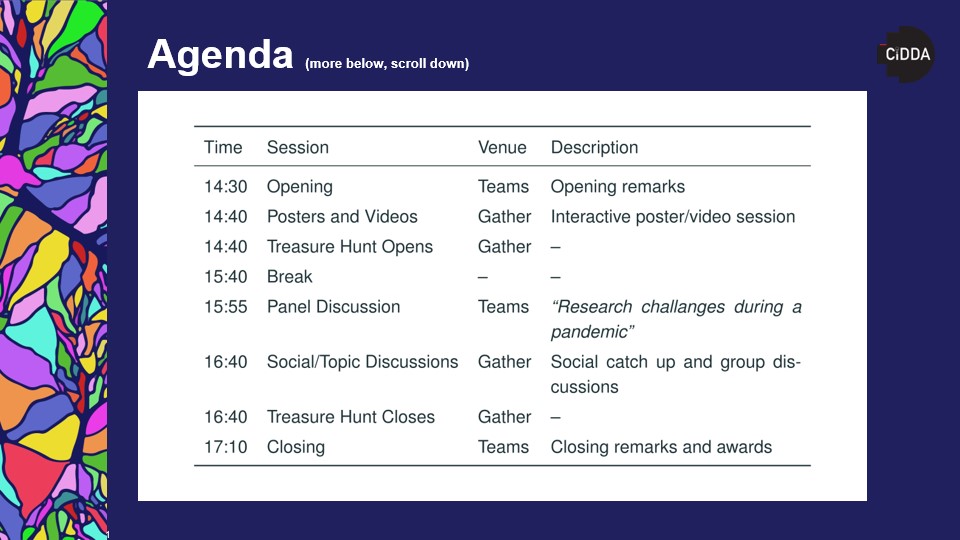 Agenda (more below, scroll down)
CiDDA
Time Session Venue Description
14:30 Opening Teams Opening remarks
14:40 Posters and Videos Gather Interactive poster/video session
14:40 Treasure Hunt Opens Gather –
15:40 Break – –
15:55 Panel Discussion Teams “Research challanges during a
pandemic”
16:40 Social/Topic Discussions Gather Social catch up and group dis-
cussions
16:40 Treasure Hunt Closes Gather –
17:10 Closing Teams Closing remarks and awards